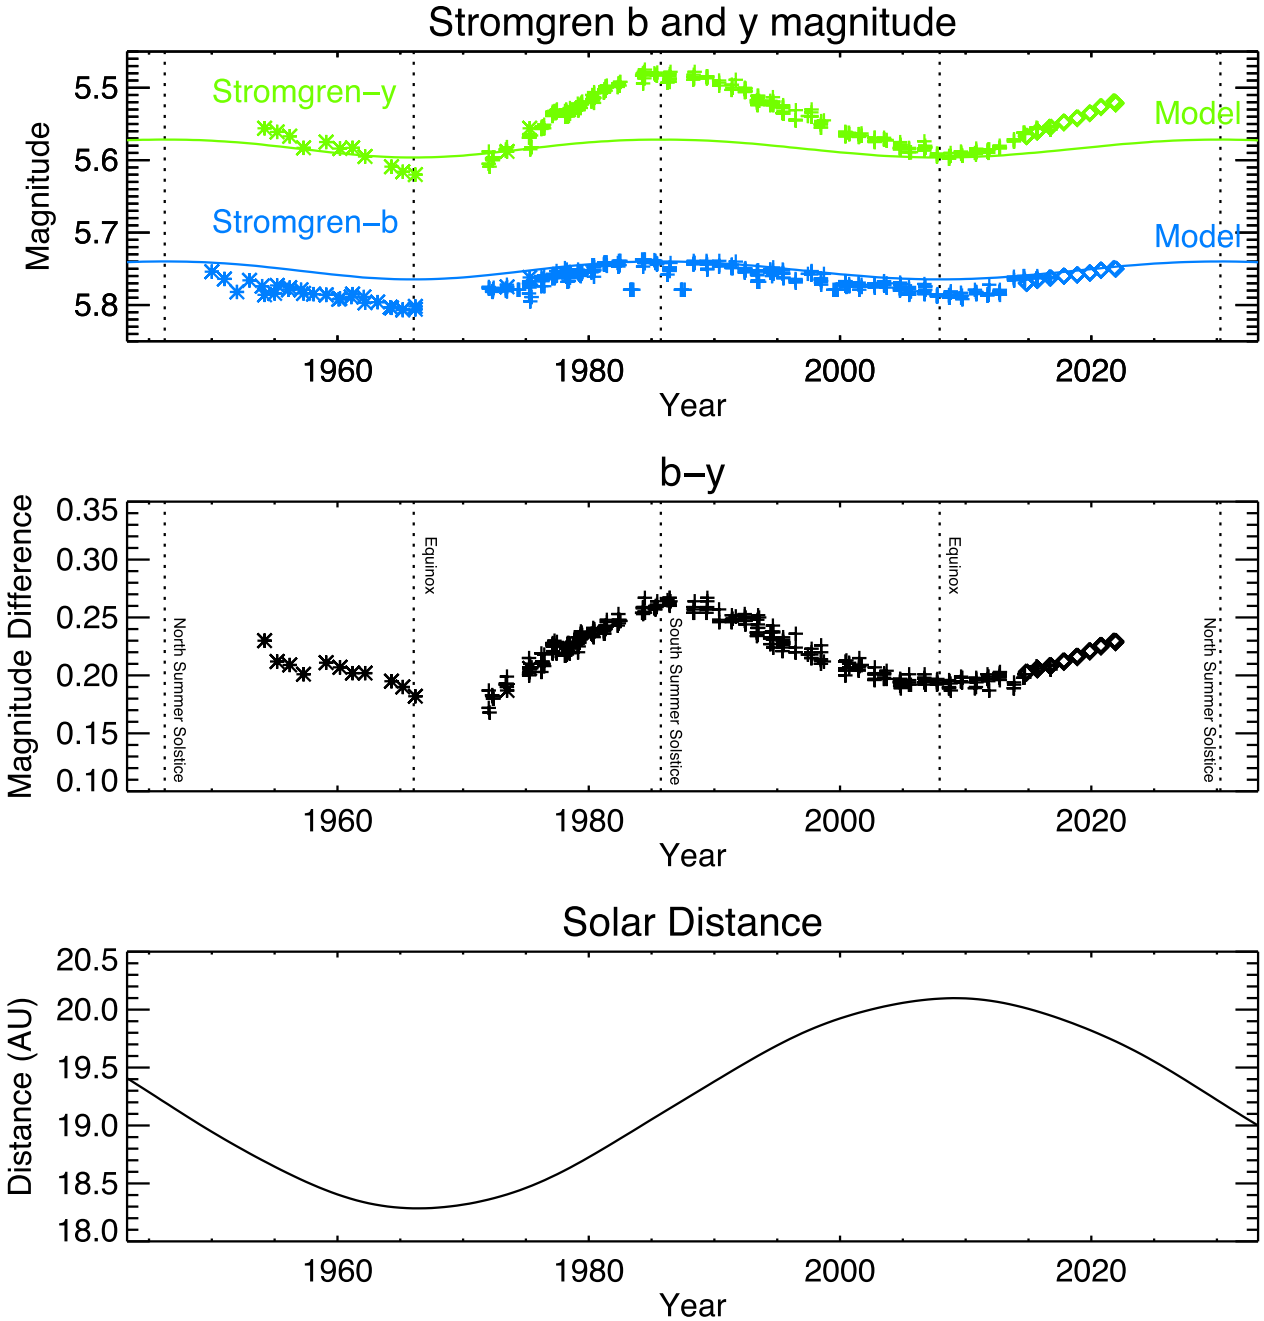 Stromgren b and y magnitude
Magnitude
5.5
5.6
5.7
5.8
Stromgren–y
Model
Stromgren–b
Model
1960
1980
2000
2020
Year
b–y
Magnitude Difference
0.35
0.30
0.25
0.20
0.15
0.10
North Summer Solstice
Equinox
South Summer Solstice
Equinox
North Summer Solstice
1960
1980
2000
2020
Year
Solar Distance
Distance (AU)
20.5
20.0
19.5
19.0
18.5
18.0
1960
1980
2000
2020
Year